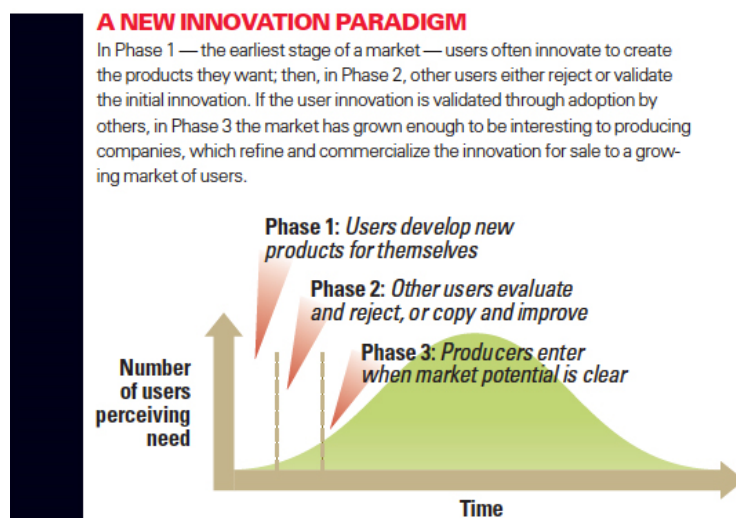 A NEW INNOVATION PARADIGM
In Phase 1 — the earliest stage of a market — users often innovate to create
the products they want; then, in Phase 2, other users either reject or validate
the initial innovation. If the user innovation is validated through adoption by
others, in Phase 3 the market has grown enough to be interesting to producing
companies, which refine and commercialize the innovation for sale to a grow-
ing market of users.
Phase 1: Users develop new
products for themselves
Phase 2: Other users evaluate
and reject, or copy and improve
Phase 3: Producers enter
when market potential is clear
Number
of users
perceiving
need
Time